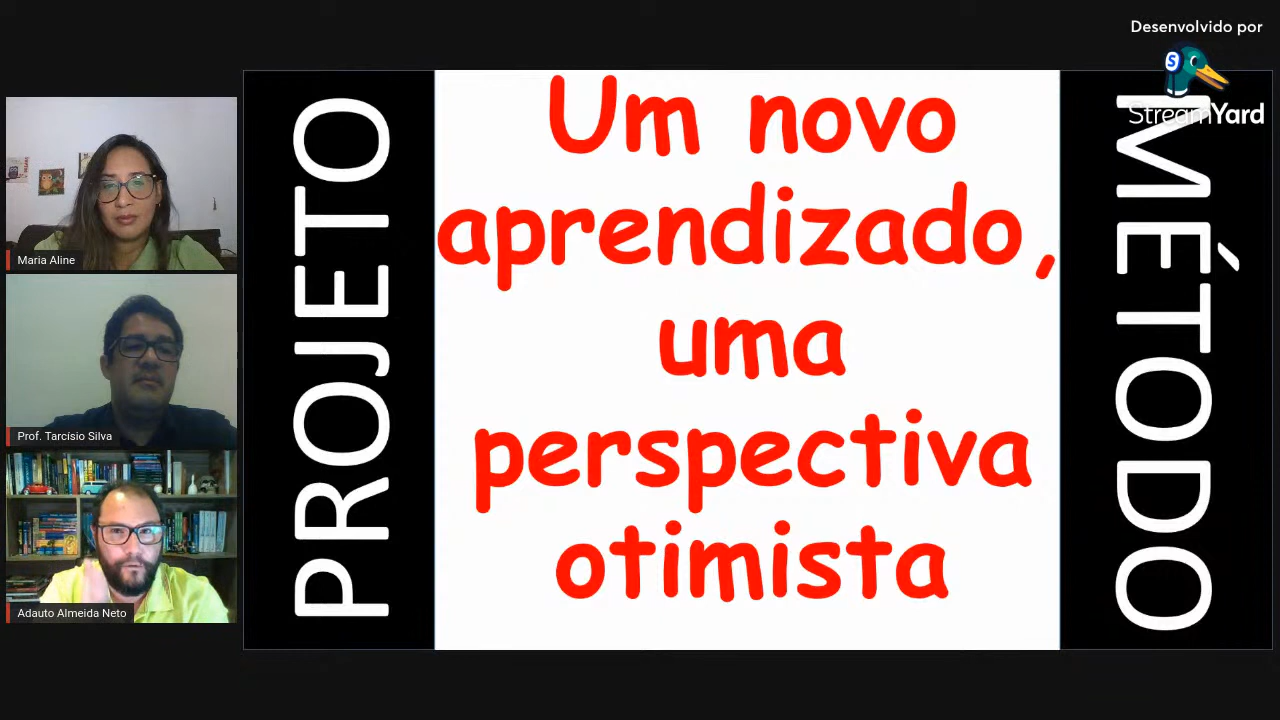 Desenvolvido por
StreamYard
Maria Aline
Prof. Tarcísio Silva
Adauto Almeida Neto
PROJETO
Um novo
aprendizado,
uma
perspectiva
otimista
MÉTODO